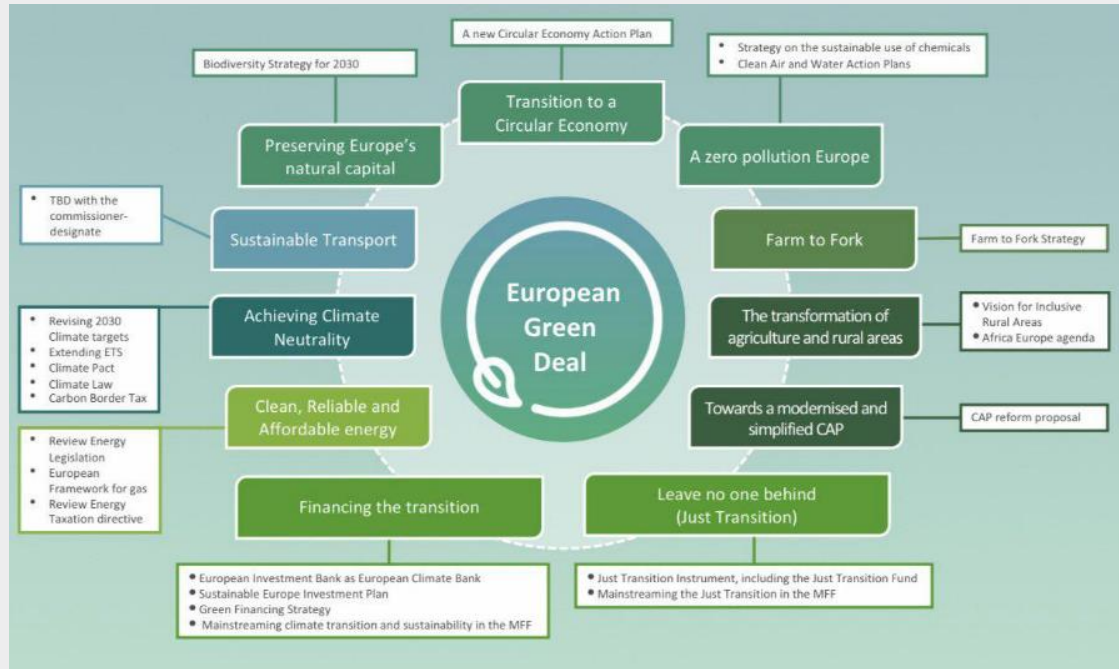 A new Circular Economy Action Plan
Biodiversity Strategy for 2030
• Strategy on the sustainable use of chemicals
• Clean Air and Water Action Plans
Transition to a
Circular Economy
Preserving Europe's
natural capital
A zero pollution Europe
• TBD with the
commissioner-
designate
Sustainable Transport
Farm to Fork
Farm to Fork Strategy
European
Green
Deal
• Revising 2030
Climate targets
• Extending ETS
• Climate Pact
• Climate Law
• Carbon Border Tax
Achieving Climate
Neutrality
The transformation of
agriculture and rural areas
• Vision for Inclusive
Rural Areas
• Africa Europe agenda
Clean, Reliable and
Affordable energy
Towards a modernised and
simplified CAP
CAP reform proposal
• Review Energy
Legislation
• European
Framework for gas
• Review Energy
Taxation directive
Financing the transition
Leave no one behind
(Just Transition)
• European Investment Bank as European Climate Bank
• Sustainable Europe Investment Plan
• Green Financing Strategy
• Mainstreaming climate transition and sustainability in the MFF
• Just Transition Instrument, including the Just Transition Fund
• Mainstreaming the Just Transition in the MFF